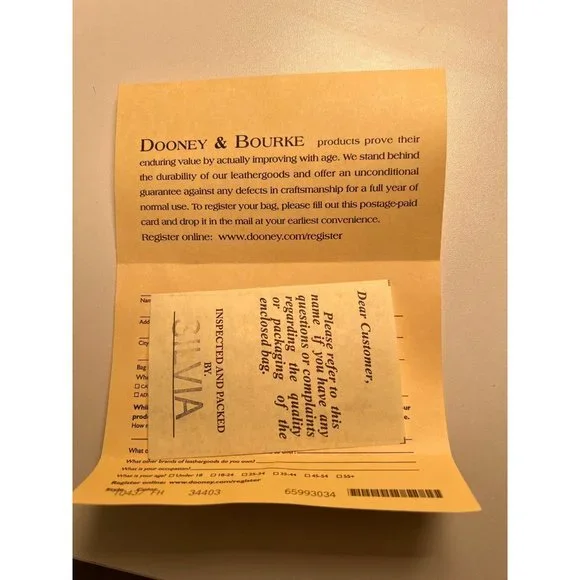 DOONEY & BOURKE products prove their
enduring value by actually improving with age. We stand behind
the durability of our leathergoods and offer an unconditional
guarantee against any defects in craftsmanship for a full year of
normal use. To register your bag, please fill out this postage-paid
card and drop it in the mail at your earliest convenience.
Register online: www.dooney.com/register
Dear Customer,
Please refer to this
name if you have any
questions or complaints
regarding the quality
or packaging of the
enclosed bag.
INSPECTED AND PACKED
BY.
SILVIA
Bag
What other brands of leathergoods do you own?
What is your occupation?
What is your age? □ Under 18 □ 18-24 □ 25-34 □ 35-44 □ 45-54 □ 55+
Register online: www.dooney.com/register
34403 65993034